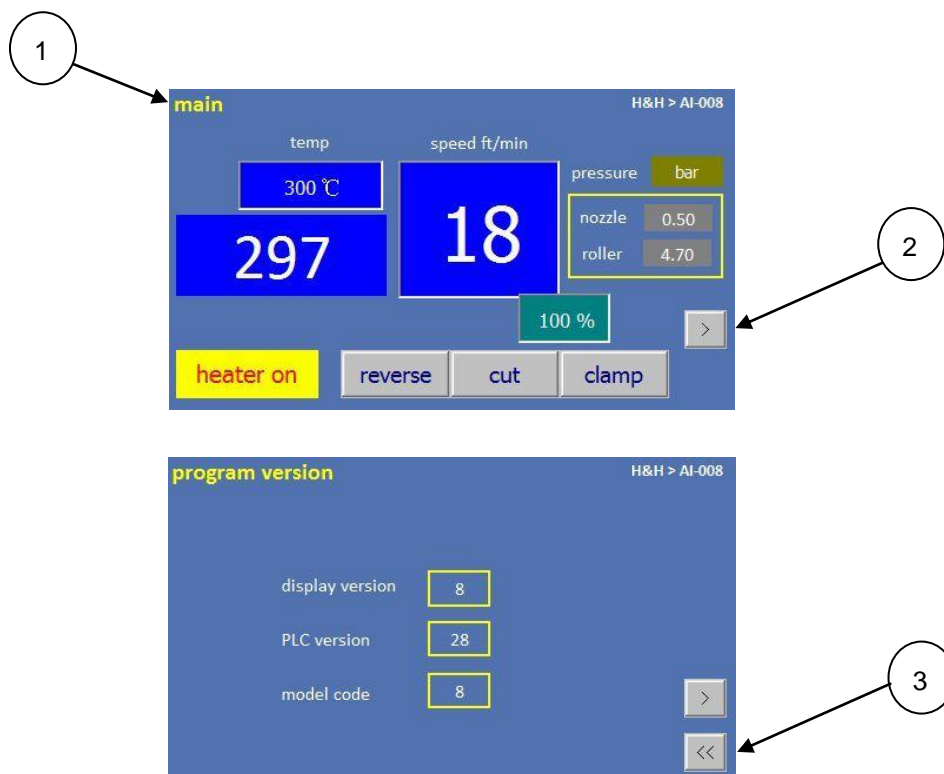 1
main H&H > AI-008
temp speed ft/min
300 ℃
pressure bar
297
18
nozzle 0.50
roller 4.70
2
100 %
>
heater on reverse cut clamp
program version H&H > AI-008
display version 8
PLC version 28
model code 8
3
>
<<